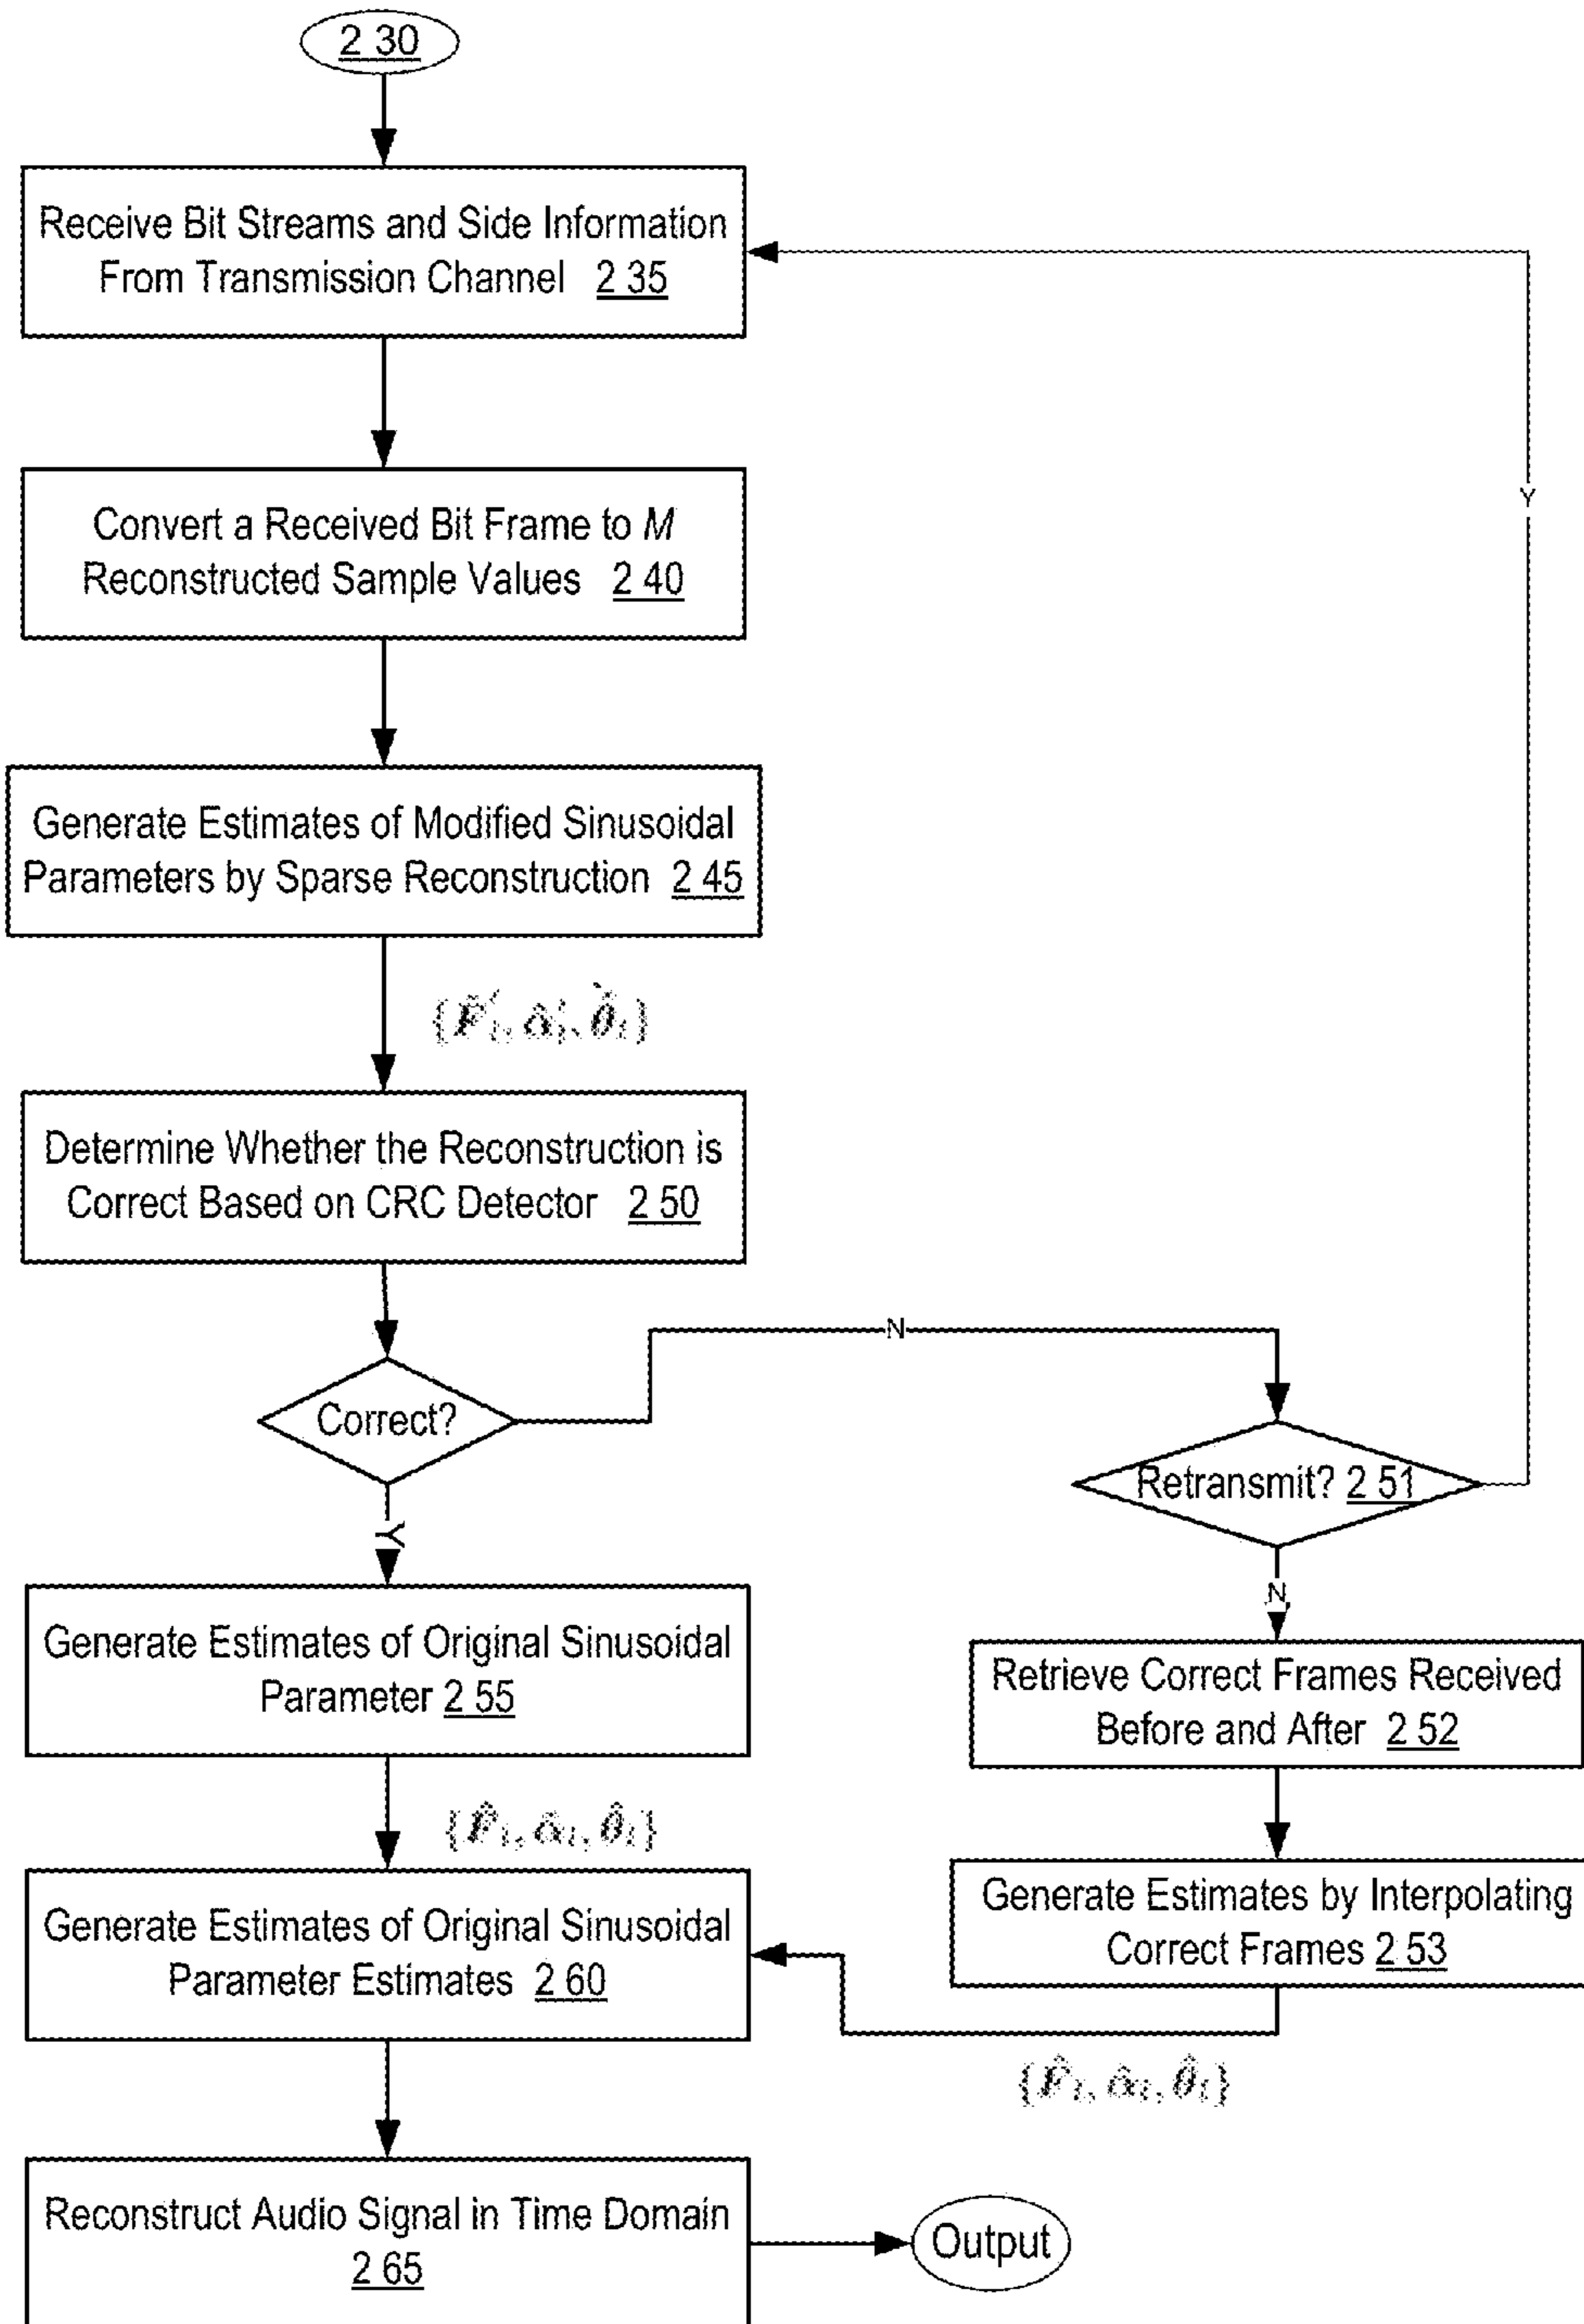 2 30
Receive Bit Streams and Side Information
From Transmission Channel 2 35
Convert a Received Bit Frame to M
Reconstructed Sample Values 2 40
Generate Estimates of Modified Sinusoidal
Parameters by Sparse Reconstruction 2 45
Determine Whether the Reconstruction is
Correct Based on CRC Detector 2 50
Correct?
N
Y
Retransmit? 2 51
Y
N
Generate Estimates of Original Sinusoidal
Parameter 2 55
Retrieve Correct Frames Received
Before and After 2 52
{F̂l, α̂l, θ̂l}
Generate Estimates of Original Sinusoidal
Parameter Estimates 2 60
Generate Estimates by Interpolating
Correct Frames 2 53
{F̂l, α̂l, θ̂l}
Reconstruct Audio Signal in Time Domain
2 65
Output